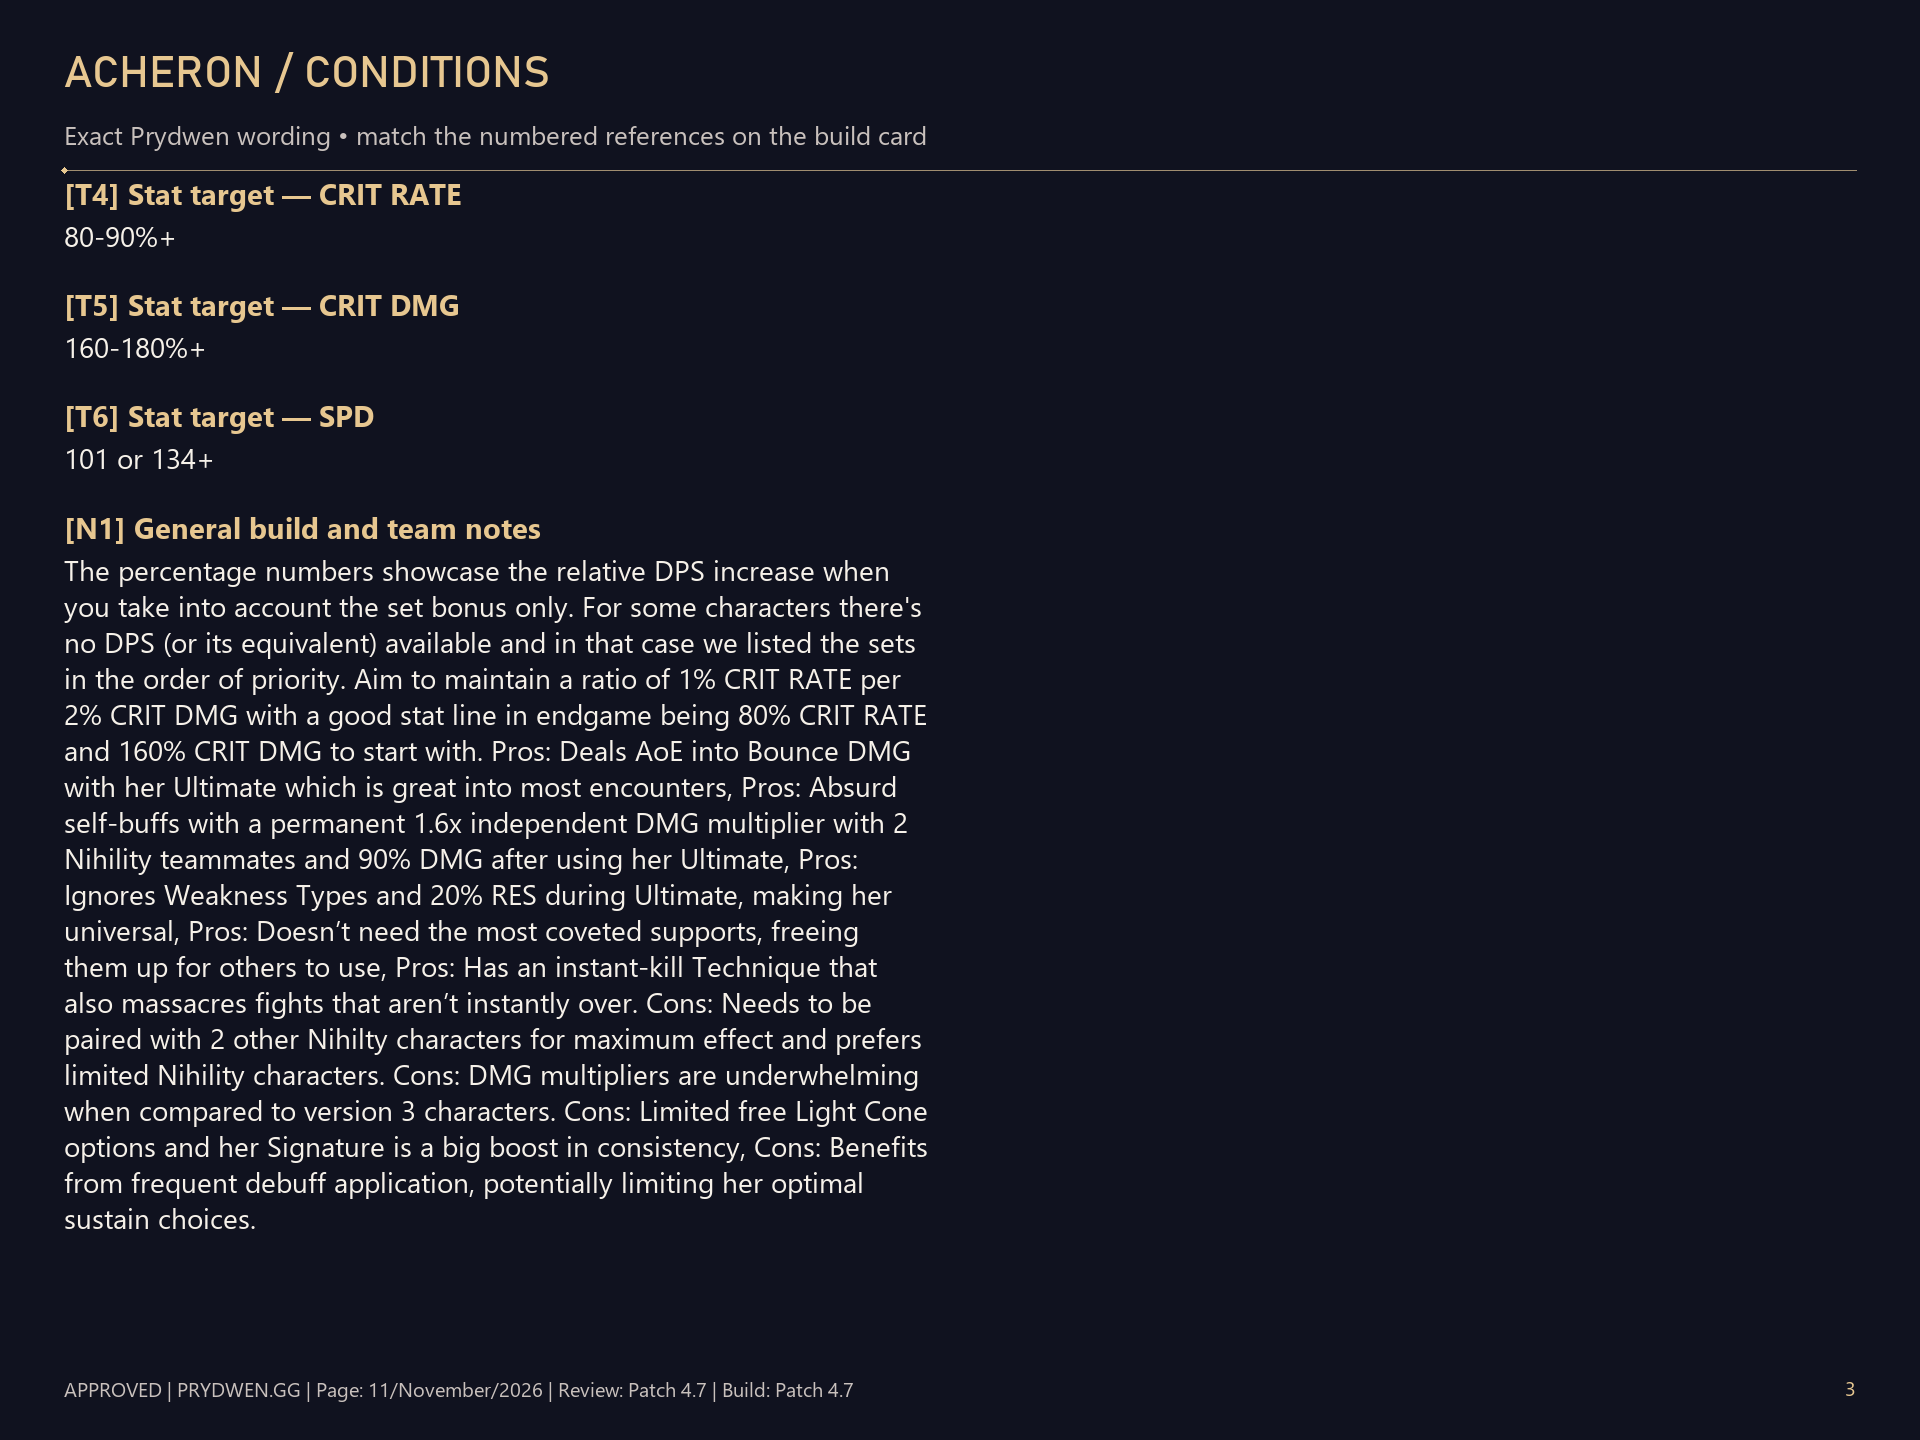 ACHERON / CONDITIONS
Exact Prydwen wording • match the numbered references on the build card
[T4] Stat target — CRIT RATE
80-90%+
[T5] Stat target — CRIT DMG
160-180%+
[T6] Stat target — SPD
101 or 134+
[N1] General build and team notes
The percentage numbers showcase the relative DPS increase when
you take into account the set bonus only. For some characters there's
no DPS (or its equivalent) available and in that case we listed the sets
in the order of priority. Aim to maintain a ratio of 1% CRIT RATE per
2% CRIT DMG with a good stat line in endgame being 80% CRIT RATE
and 160% CRIT DMG to start with. Pros: Deals AoE into Bounce DMG
with her Ultimate which is great into most encounters, Pros: Absurd
self-buffs with a permanent 1.6x independent DMG multiplier with 2
Nihility teammates and 90% DMG after using her Ultimate, Pros:
Ignores Weakness Types and 20% RES during Ultimate, making her
universal, Pros: Doesn’t need the most coveted supports, freeing
them up for others to use, Pros: Has an instant-kill Technique that
also massacres fights that aren’t instantly over. Cons: Needs to be
paired with 2 other Nihilty characters for maximum effect and prefers
limited Nihility characters. Cons: DMG multipliers are underwhelming
when compared to version 3 characters. Cons: Limited free Light Cone
options and her Signature is a big boost in consistency, Cons: Benefits
from frequent debuff application, potentially limiting her optimal
sustain choices.
APPROVED | PRYDWEN.GG | Page: 11/November/2026 | Review: Patch 4.7 | Build: Patch 4.7
3